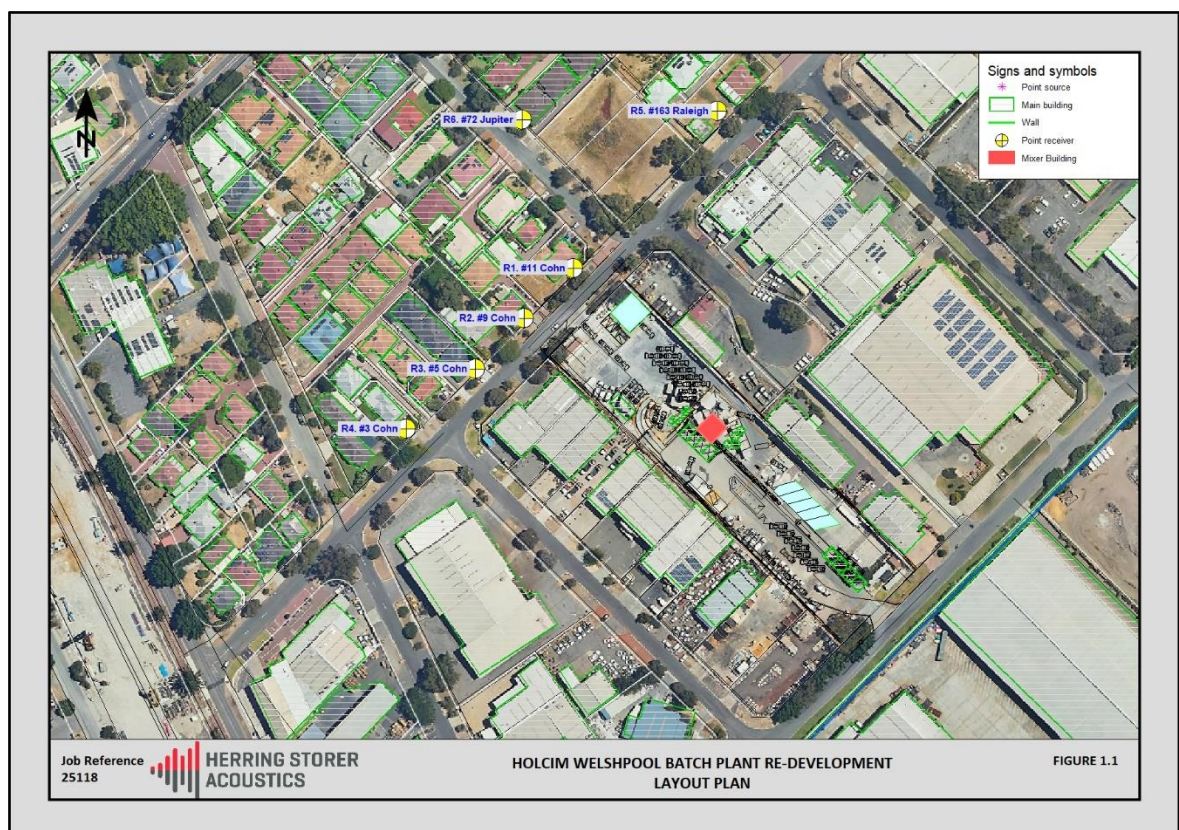 Signs and symbols
Point source
Main building
Wall
Point receiver
Mixer Building
N
R6. #72 Jupiter
R5. #163 Raleigh
R1. #11 Cohn
R2. #9 Cohn
R3. #5 Cohn
R4. #3 Cohn
Job Reference
25118
HERRING STORER
ACOUSTICS
HOLCIM WELSHPOOL BATCH PLANT RE-DEVELOPMENT
LAYOUT PLAN
FIGURE 1.1